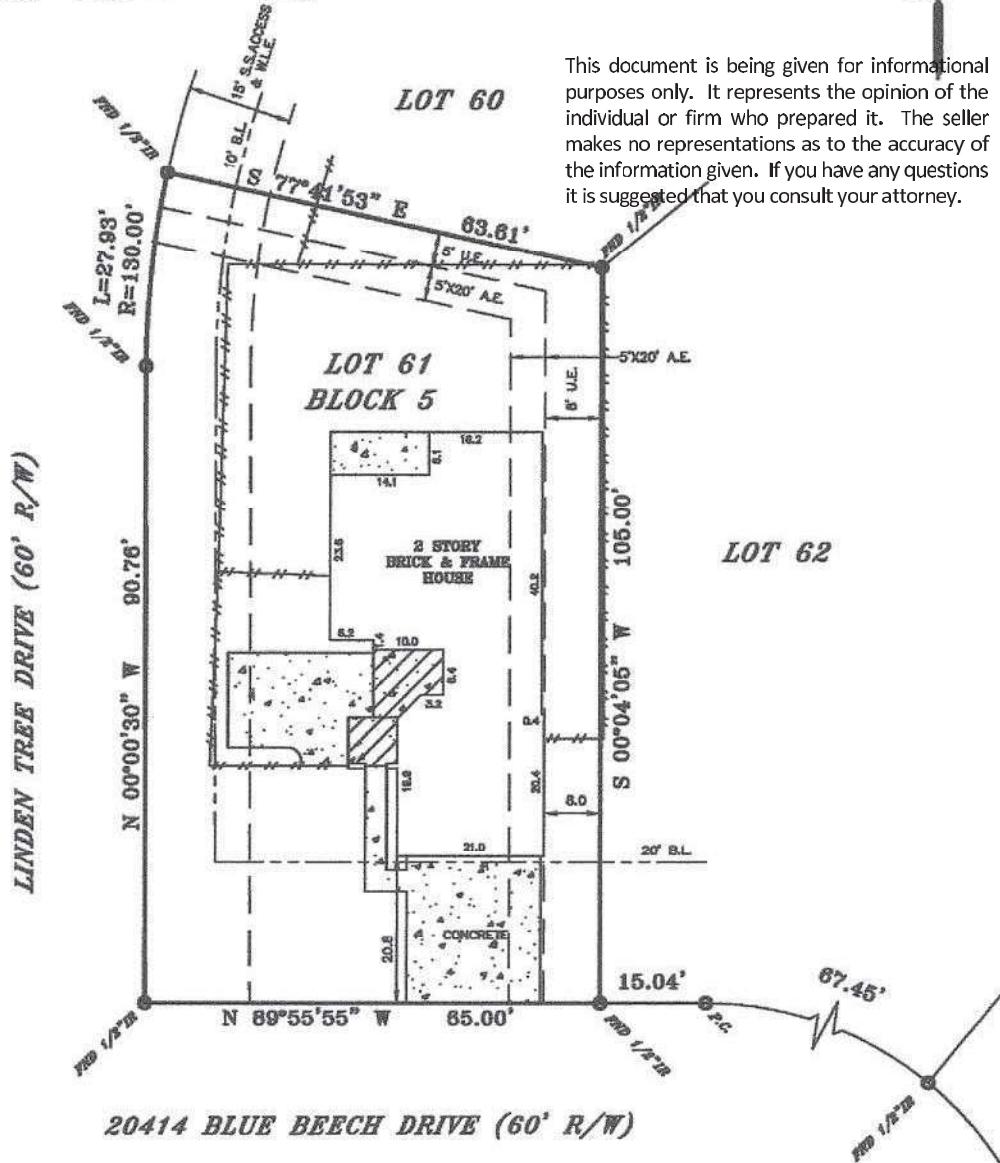 This document is being given for informational
purposes only. It represents the opinion of the
individual or firm who prepared it. The seller
makes no representations as to the accuracy of
the information given. If you have any questions
it is suggested that you consult your attorney.
15' S.S.ACCESS
& W.L.E.
10' B.L.
LOT 60
FND 1/2"IR
S 77°41'53" E
63.61'
FND 1/2"IR
L=27.93'
R=130.00'
5' U.E.
5'X20' A.E.
FND 1/2"IR
LOT 61
BLOCK 5
5'X20' A.E.
8' U.E.
16.2
6.1
14.1
LINDEN TREE DRIVE (60' R/W)
N 00°00'30" W 90.76'
23.6
2 STORY
BRICK & FRAME
HOUSE
40.2
S 00°04'05" W 105.00'
LOT 62
6.2
1.4
10.0
6.4
3.2
0.4
19.9
20.4
8.0
21.0
20' B.L.
20.8
CONCRETE
15.04'
67.45'
N 89°55'55" W 65.00'
P.C.
FND 1/2"IR
FND 1/2"IR
FND 1/2"IR
20414 BLUE BEECH DRIVE (60' R/W)